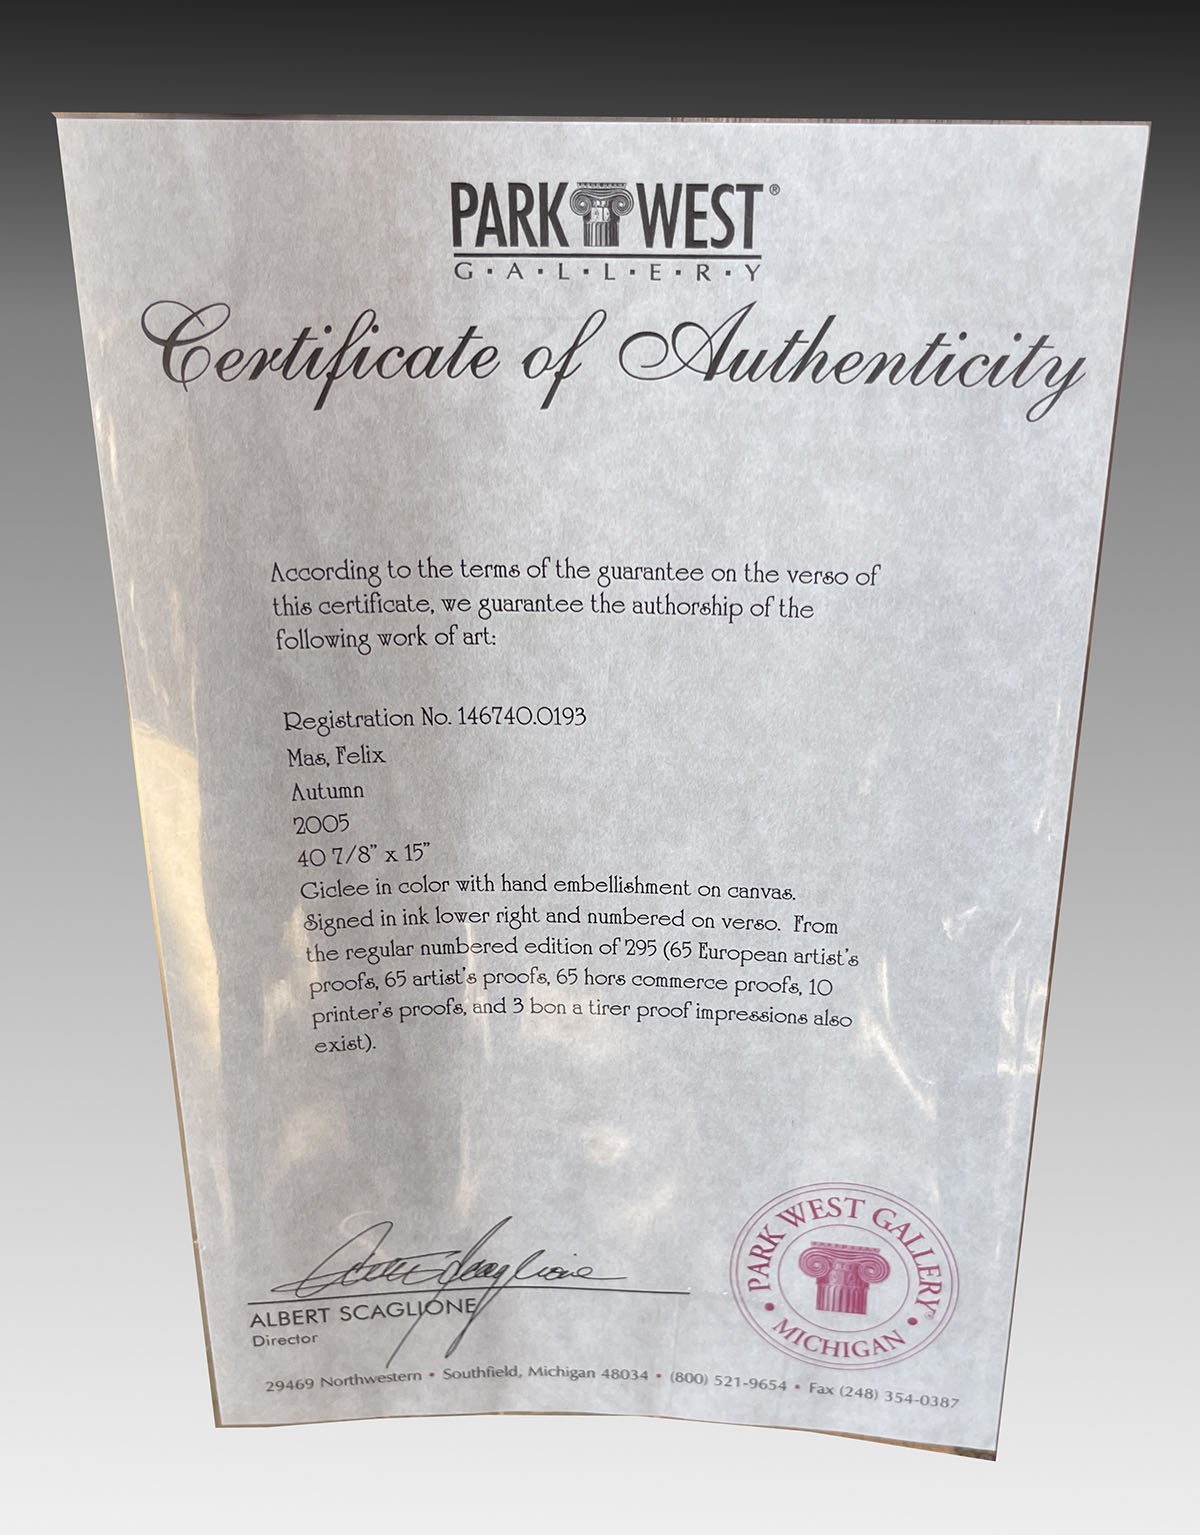 PARK WEST®
G·A·L·L·E·R·Y
Certificate of Authenticity
According to the terms of the guarantee on the verso of
this certificate, we guarantee the authorship of the
following work of art:
Registration No. 146740.0193
Mas, Felix
Autumn
2005
40 7/8" x 15"
Giclee in color with hand embellishment on canvas.
Signed in ink lower right and numbered on verso. From
the regular numbered edition of 295 (65 European artist's
proofs, 65 artist's proofs, 65 hors commerce proofs, 10
printer's proofs, and 3 bon a tirer proof impressions also
exist).
ALBERT SCAGLIONE
Director
PARK WEST GALLERY®
• MICHIGAN •
29469 Northwestern • Southfield, Michigan 48034 • (800) 521-9654 • Fax (248) 354-0387